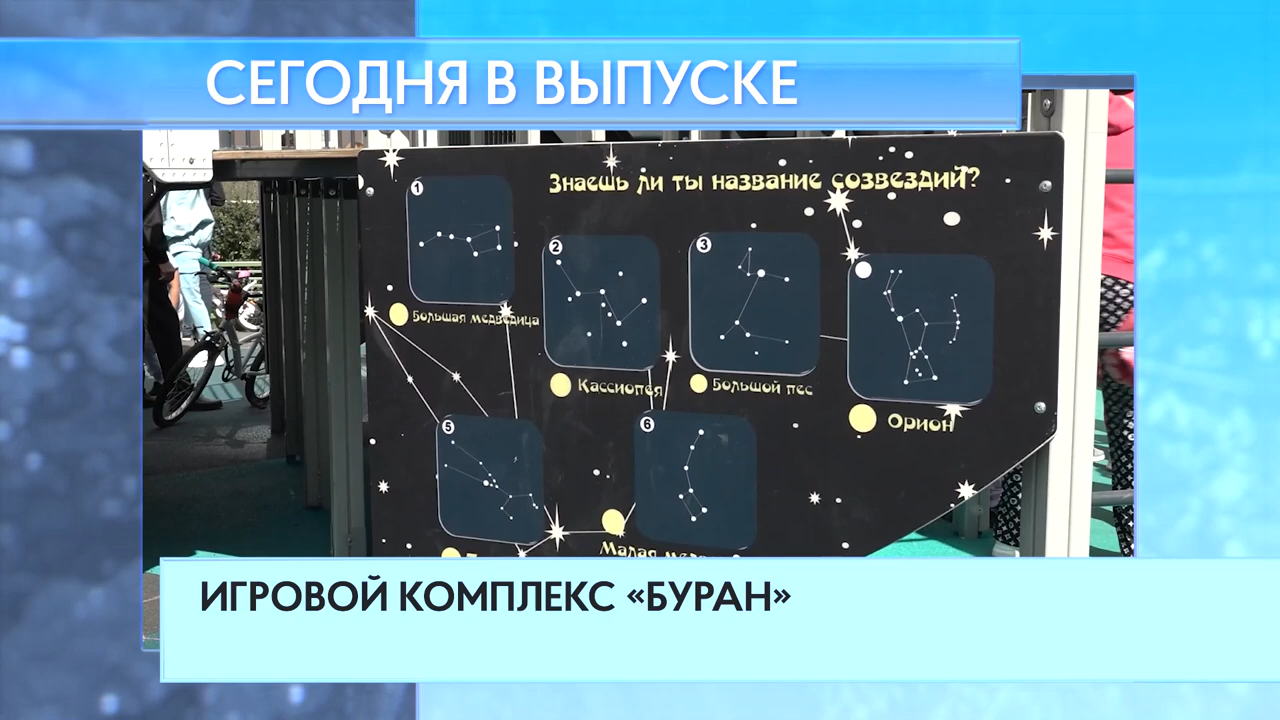 СЕГОДНЯ В ВЫПУСКЕ
Знаешь ли ты название созвездий?
1
2
3
Большая медведица
Кассиопея
Большой пес
Орион
5
6
Малая
ИГРОВОЙ КОМПЛЕКС «БУРАН»